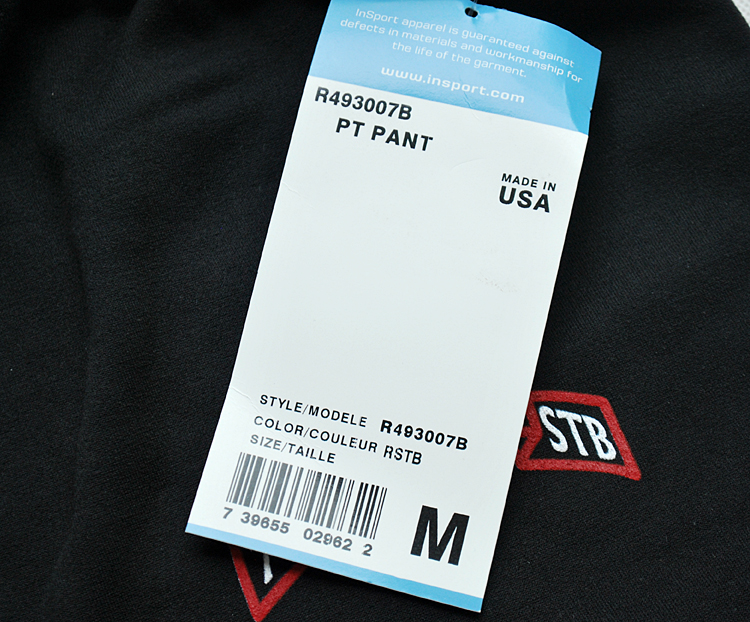 InSport apparel is guaranteed against
defects in materials and workmanship for
the life of the garment.
www.insport.com
R493007B
PT PANT
MADE IN
USA
STYLE/MODELE R493007B
COLOR/COULEUR RSTB
SIZE/TAILLE
7 39655 02962 2
M
STB